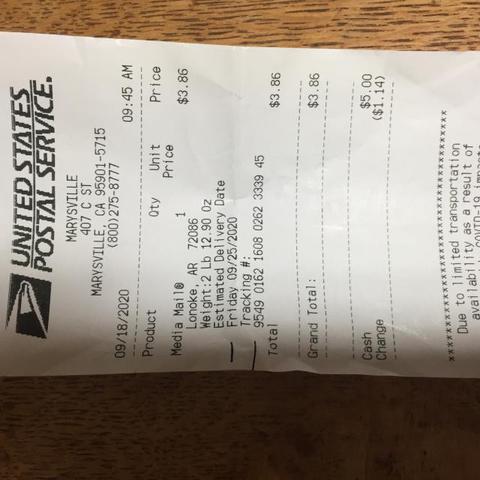 UNITED STATES
POSTAL SERVICE.
MARYSVILLE
407 C ST
MARYSVILLE, CA 95901-5715
(800)275-8777
09/18/2020 09:45 AM
Product Qty Unit Price
Price
Media Mail® 1 $3.86
Lonoke, AR 72086
Weight:2 Lb 12.90 Oz
Estimated Delivery Date
Friday 09/25/2020
Tracking #:
9549 0162 1608 0262 3339 45
Total $3.86
Grand Total: $3.86
Cash $5.00
Change ($1.14)
Due to limited transportation
availability as a result of
COVID-19